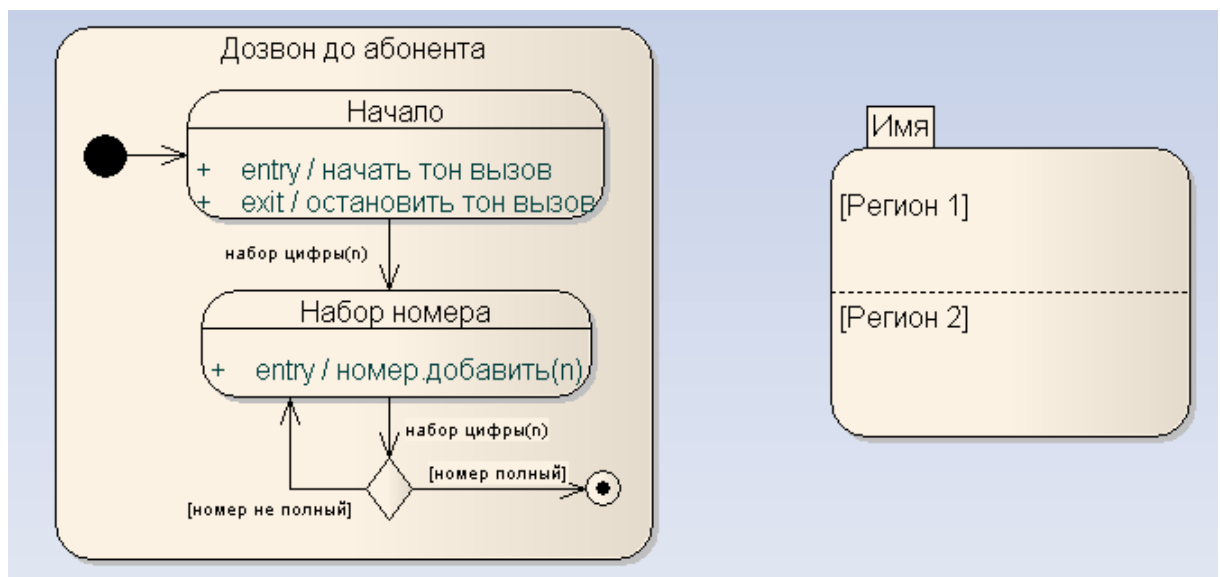 Дозвон до абонента
Начало
+ entry / начать тон вызов
+ exit / остановить тон вызов
набор цифры(n)
Набор номера
+ entry / номер.добавить(n)
набор цифры(n)
[номер полный]
[номер не полный]
Имя
[Регион 1]
[Регион 2]